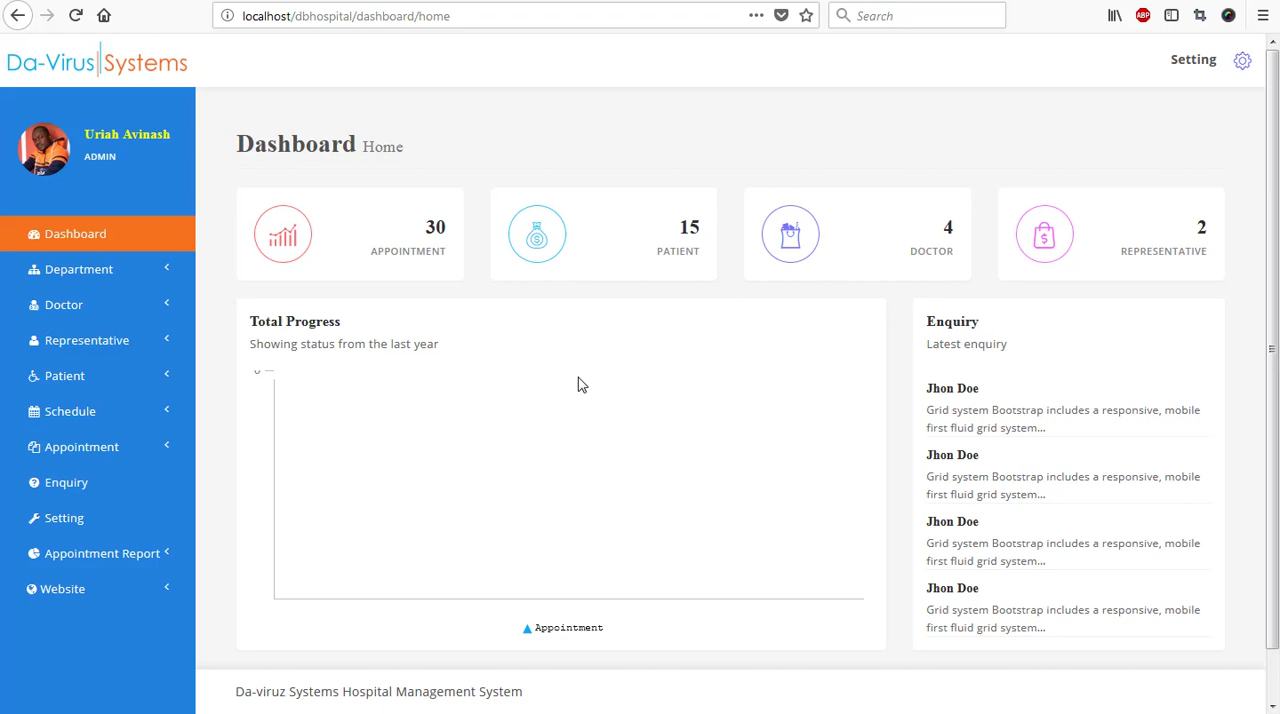 localhost/dbhospital/dashboard/home
Search
ABP
Da-Virus Systems
Setting
Uriah Avinash
ADMIN
Dashboard
Department
Doctor
Representative
Patient
Schedule
Appointment
Enquiry
Setting
Appointment Report
Website
Dashboard Home
30
APPOINTMENT
15
PATIENT
4
DOCTOR
2
REPRESENTATIVE
Total Progress
Showing status from the last year
Appointment
Enquiry
Latest enquiry
Jhon Doe
Grid system Bootstrap includes a responsive, mobile
first fluid grid system...
Jhon Doe
Grid system Bootstrap includes a responsive, mobile
first fluid grid system...
Jhon Doe
Grid system Bootstrap includes a responsive, mobile
first fluid grid system...
Jhon Doe
Grid system Bootstrap includes a responsive, mobile
first fluid grid system...
Da-viruz Systems Hospital Management System